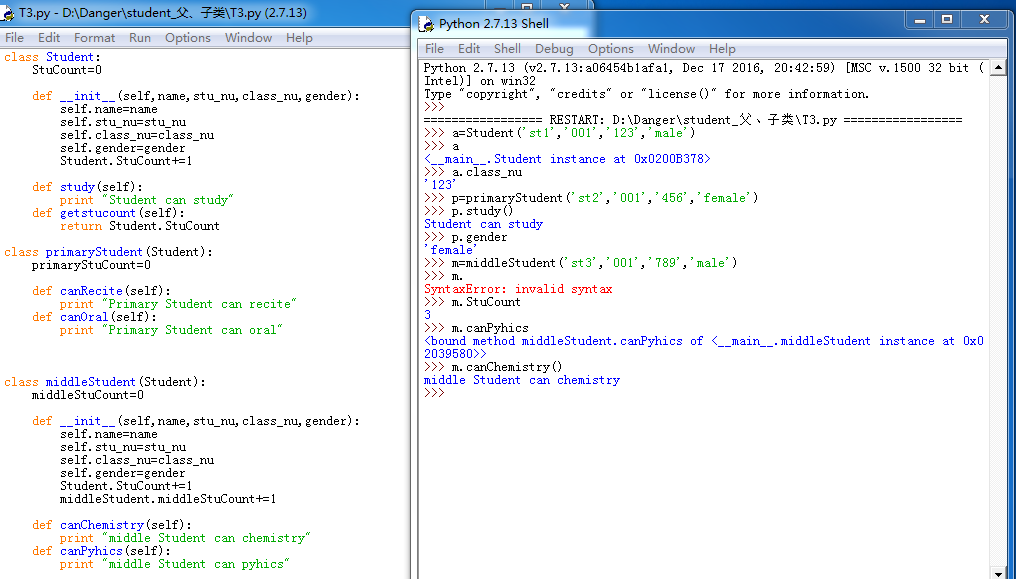 T3.py - D:\Danger\student_父、子类\T3.py (2.7.13)
File Edit Format Run Options Window Help
class Student:
    StuCount=0

    def __init__(self,name,stu_nu,class_nu,gender):
        self.name=name
        self.stu_nu=stu_nu
        self.class_nu=class_nu
        self.gender=gender
        Student.StuCount+=1

    def study(self):
        print "Student can study"
    def getstucount(self):
        return Student.StuCount

class primaryStudent(Student):
    primaryStuCount=0

    def canRecite(self):
        print "Primary Student can recite"
    def canOral(self):
        print "Primary Student can oral"

class middleStudent(Student):
    middleStuCount=0

    def __init__(self,name,stu_nu,class_nu,gender):
        self.name=name
        self.stu_nu=stu_nu
        self.class_nu=class_nu
        self.gender=gender
        Student.StuCount+=1
        middleStudent.middleStuCount+=1

    def canChemistry(self):
        print "middle Student can chemistry"
    def canPyhics(self):
        print "middle Student can pyhics"
Python 2.7.13 Shell
File Edit Shell Debug Options Window Help
Python 2.7.13 (v2.7.13:a06454b1afa1, Dec 17 2016, 20:42:59) [MSC v.1500 32 bit (
Intel)] on win32
Type "copyright", "credits" or "license()" for more information.
>>>
================= RESTART: D:\Danger\student_父、子类\T3.py =================
>>> a=Student('st1','001','123','male')
>>> a
<__main__.Student instance at 0x0200B378>
>>> a.class_nu
'123'
>>> p=primaryStudent('st2','001','456','female')
>>> p.study()
Student can study
>>> p.gender
'female'
>>> m=middleStudent('st3','001','789','male')
>>> m.
SyntaxError: invalid syntax
>>> m.StuCount
3
>>> m.canPyhics
<bound method middleStudent.canPyhics of <__main__.middleStudent instance at 0x0
2039580>>
>>> m.canChemistry()
middle Student can chemistry
>>>